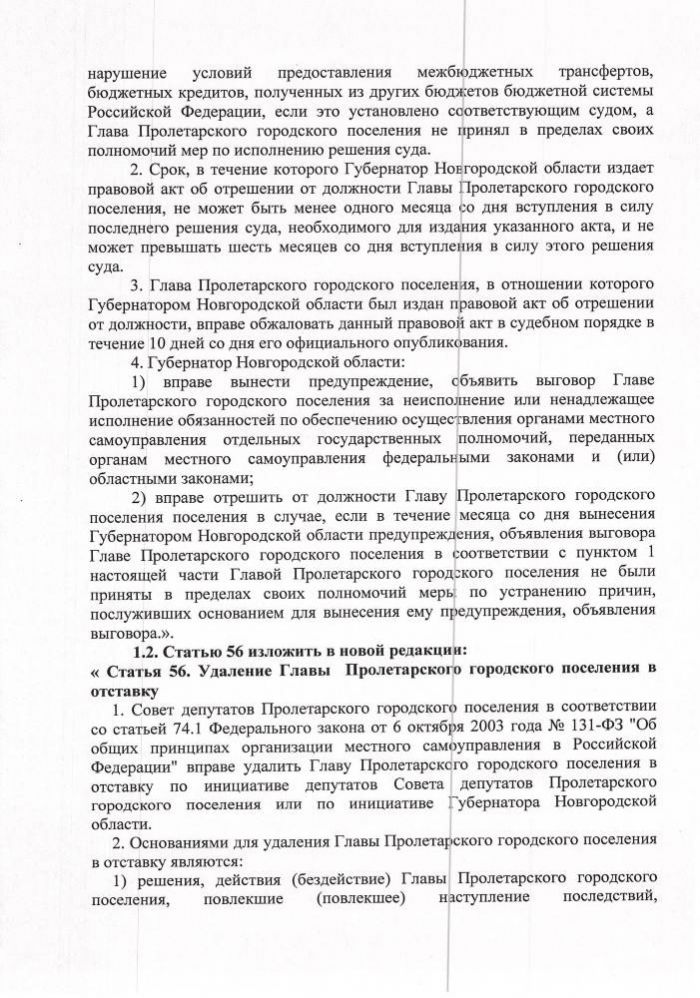 нарушение условий предоставления межбюджетных трансфертов,
бюджетных кредитов, полученных из других бюджетов бюджетной системы
Российской Федерации, если это установлено соответствующим судом, а
Глава Пролетарского городского поселения не принял в пределах своих
полномочий мер по исполнению решения суда.
2. Срок, в течение которого Губернатор Новгородской области издает
правовой акт об отрешении от должности Главы Пролетарского городского
поселения, не может быть менее одного месяца со дня вступления в силу
последнего решения суда, необходимого для издания указанного акта, и не
может превышать шесть месяцев со дня вступления в силу этого решения
суда.
3. Глава Пролетарского городского поселения, в отношении которого
Губернатором Новгородской области был издан правовой акт об отрешении
от должности, вправе обжаловать данный правовой акт в судебном порядке в
течение 10 дней со дня его официального опубликования.
4. Губернатор Новгородской области:
1) вправе вынести предупреждение, объявить выговор Главе
Пролетарского городского поселения за неисполнение или ненадлежащее
исполнение обязанностей по обеспечению осуществления органами местного
самоуправления отдельных государственных полномочий, переданных
органам местного самоуправления федеральными законами и (или)
областными законами;
2) вправе отрешить от должности Главу Пролетарского городского
поселения поселения в случае, если в течение месяца со дня вынесения
Губернатором Новгородской области предупреждения, объявления выговора
Главе Пролетарского городского поселения в соответствии с пунктом 1
настоящей части Главой Пролетарского городского поселения не были
приняты в пределах своих полномочий меры по устранению причин,
послуживших основанием для вынесения ему предупреждения, объявления
выговора.».
1.2. Статью 56 изложить в новой редакции:
« Статья 56. Удаление Главы Пролетарского городского поселения в
отставку
1. Совет депутатов Пролетарского городского поселения в соответствии
со статьей 74.1 Федерального закона от 6 октября 2003 года № 131-ФЗ "Об
общих принципах организации местного самоуправления в Российской
Федерации" вправе удалить Главу Пролетарского городского поселения в
отставку по инициативе депутатов Совета депутатов Пролетарского
городского поселения или по инициативе Губернатора Новгородской
области.
2. Основаниями для удаления Главы Пролетарского городского поселения
в отставку являются:
1) решения, действия (бездействие) Главы Пролетарского городского
поселения, повлекшие (повлекшее) наступление последствий,